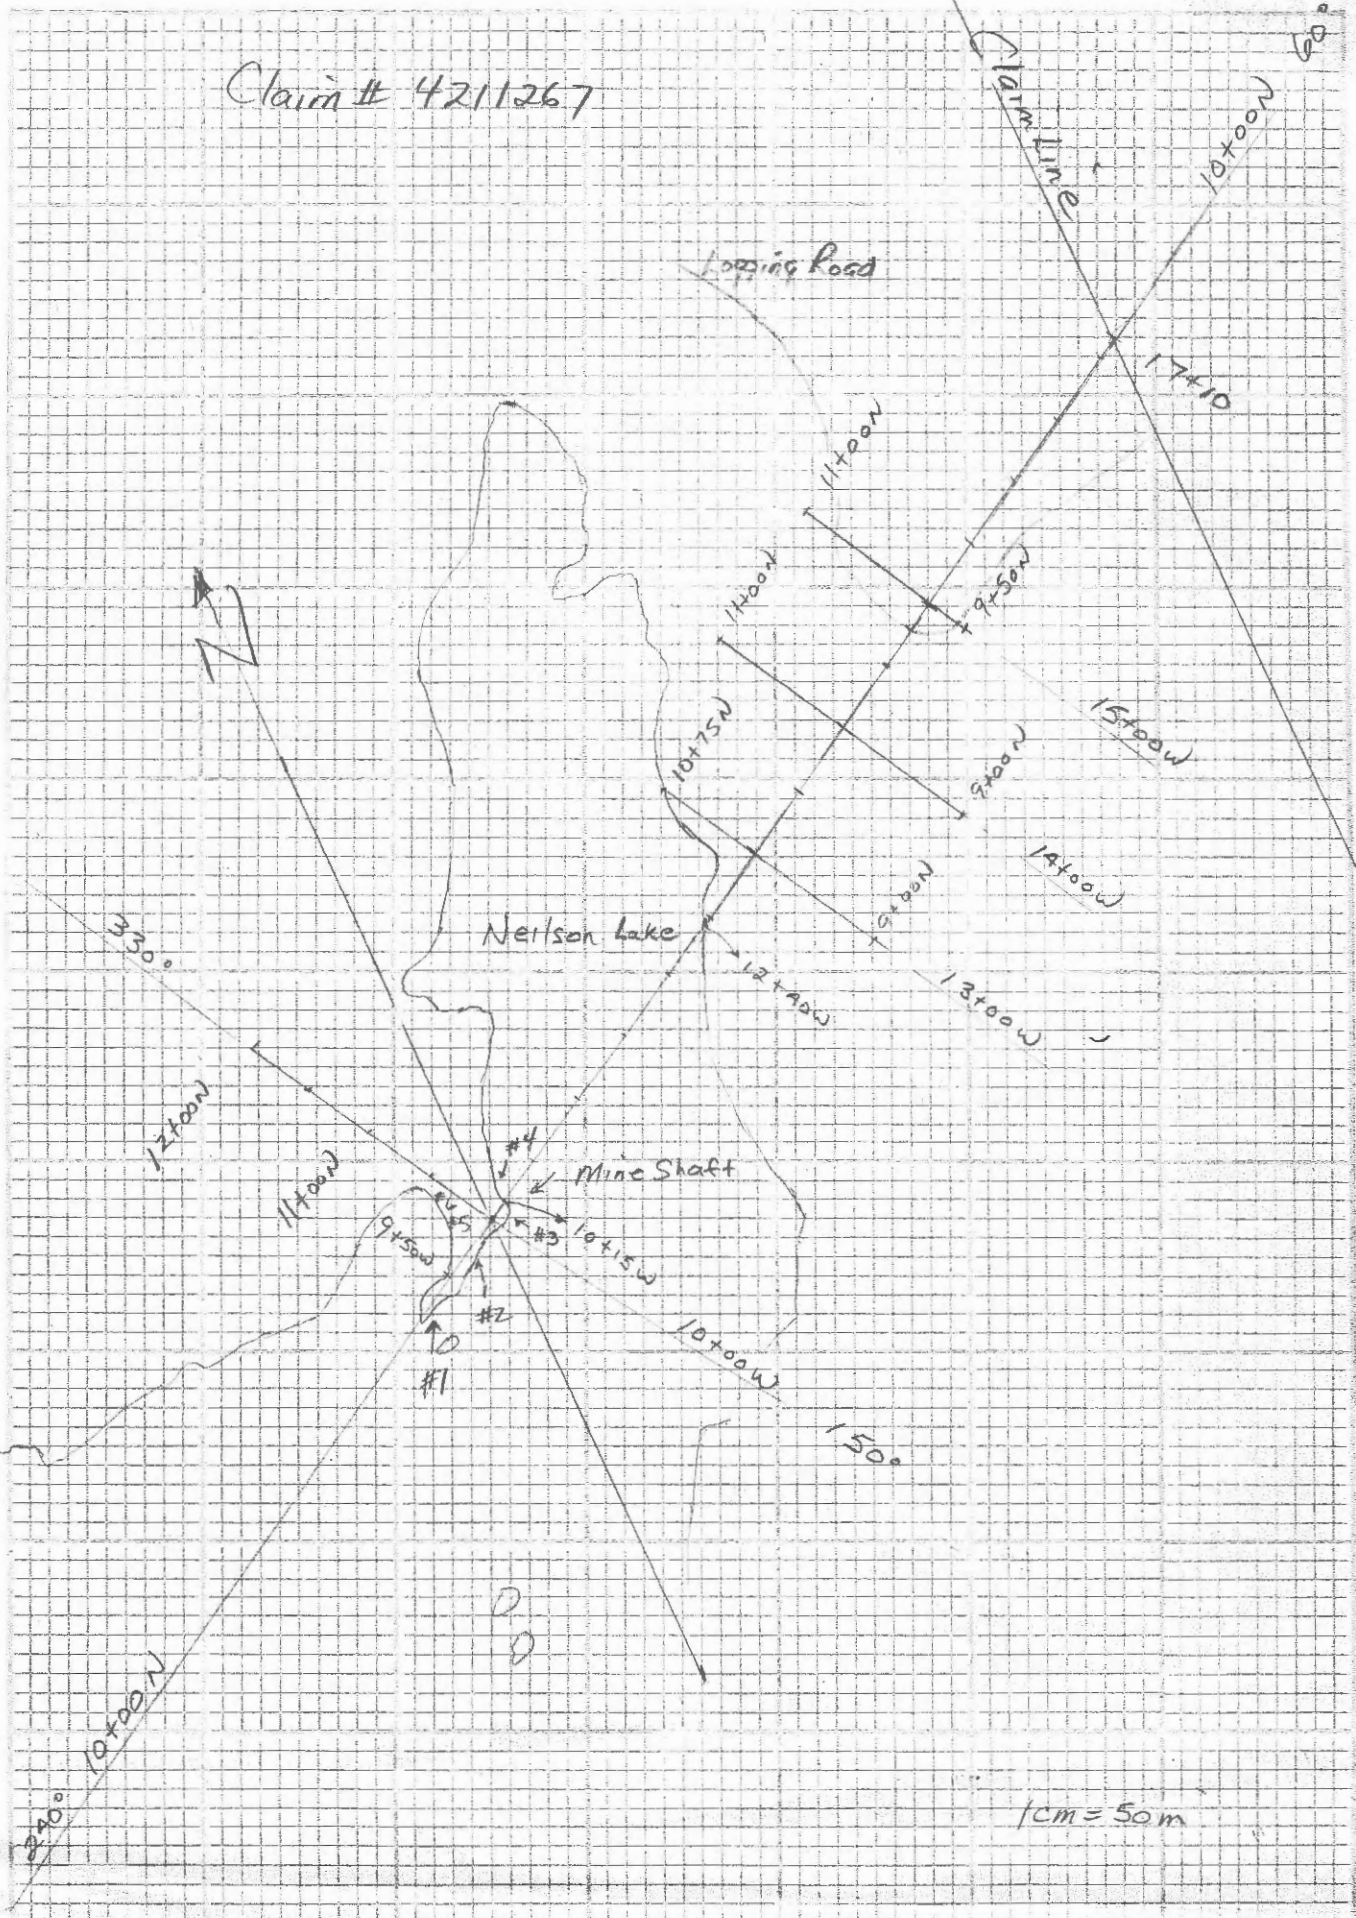 60°
Claim # 4211267
Claim Line
10+00N
Logging Road
17+10
11+00N
11+00N
9+50N
N
10+75N
15+00W
9+00N
14+00W
9+00N
Neilson Lake
330°
12+40W
13+00W
12+00N
#4
Mine Shaft
11+00N
#5
9+50W
#3
10+15W
#2
10+00W
#1
150°
10+00N
240°
1cm = 50m